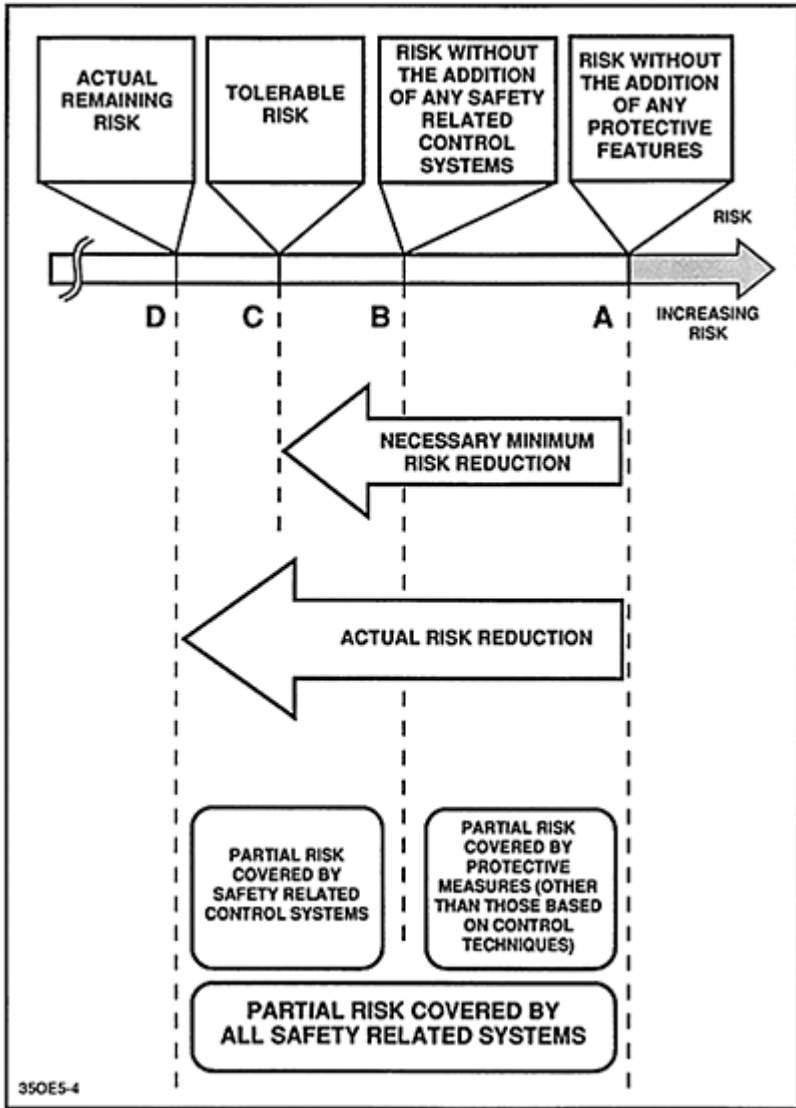 ACTUAL
REMAINING
RISK
TOLERABLE
RISK
RISK WITHOUT
THE ADDITION
OF ANY SAFETY
RELATED
CONTROL
SYSTEMS
RISK WITHOUT
THE ADDITION
OF ANY
PROTECTIVE
FEATURES
RISK
D
C
B
A
INCREASING
RISK
NECESSARY MINIMUM
RISK REDUCTION
ACTUAL RISK REDUCTION
PARTIAL RISK
COVERED BY
SAFETY RELATED
CONTROL SYSTEMS
PARTIAL RISK
COVERED BY
PROTECTIVE
MEASURES (OTHER
THAN THOSE BASED
ON CONTROL
TECHNIQUES)
PARTIAL RISK COVERED BY
ALL SAFETY RELATED SYSTEMS
35OE5-4